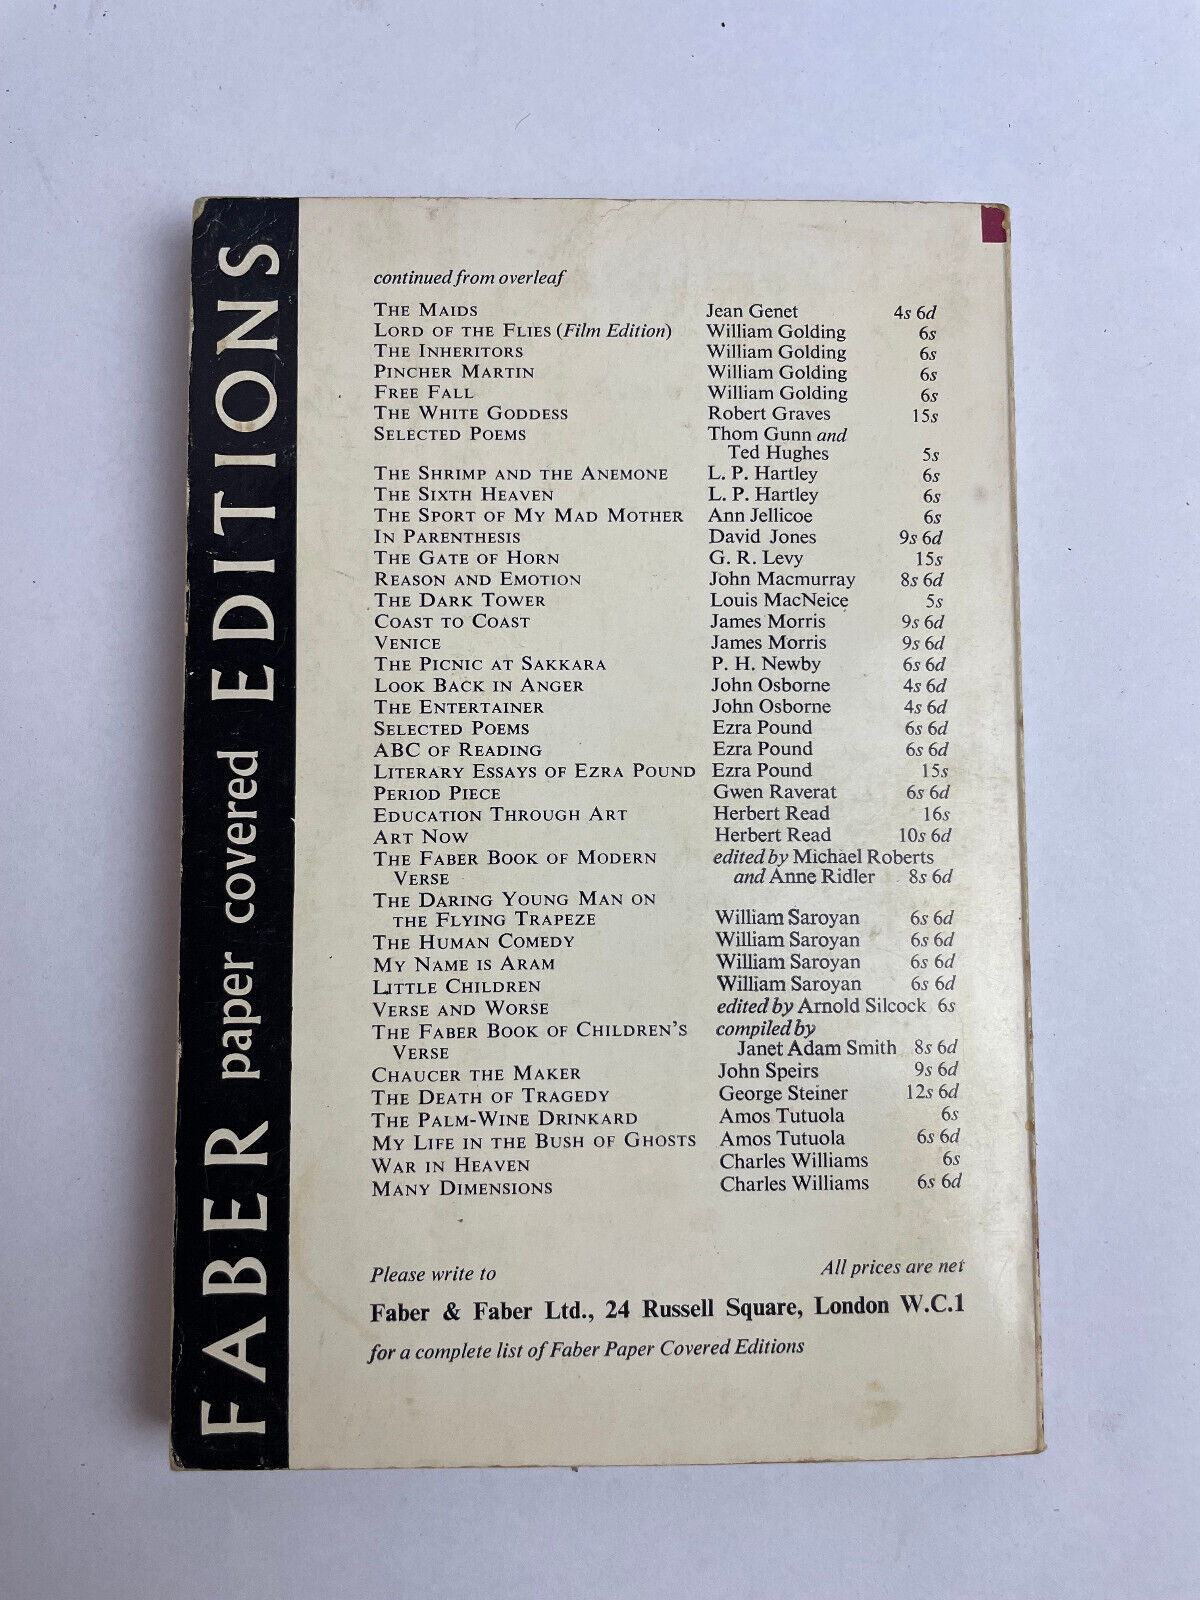 FABER paper covered EDITIONS
continued from overleaf
THE MAIDS Jean Genet 4s 6d
LORD OF THE FLIES (Film Edition) William Golding 6s
THE INHERITORS William Golding 6s
PINCHER MARTIN William Golding 6s
FREE FALL William Golding 6s
THE WHITE GODDESS Robert Graves 15s
SELECTED POEMS Thom Gunn and
Ted Hughes 5s
THE SHRIMP AND THE ANEMONE L. P. Hartley 6s
THE SIXTH HEAVEN L. P. Hartley 6s
THE SPORT OF MY MAD MOTHER Ann Jellicoe 6s
IN PARENTHESIS David Jones 9s 6d
THE GATE OF HORN G. R. Levy 15s
REASON AND EMOTION John Macmurray 8s 6d
THE DARK TOWER Louis MacNeice 5s
COAST TO COAST James Morris 9s 6d
VENICE James Morris 9s 6d
THE PICNIC AT SAKKARA P. H. Newby 6s 6d
LOOK BACK IN ANGER John Osborne 4s 6d
THE ENTERTAINER John Osborne 4s 6d
SELECTED POEMS Ezra Pound 6s 6d
ABC OF READING Ezra Pound 6s 6d
LITERARY ESSAYS OF EZRA POUND Ezra Pound 15s
PERIOD PIECE Gwen Raverat 6s 6d
EDUCATION THROUGH ART Herbert Read 16s
ART NOW Herbert Read 10s 6d
THE FABER BOOK OF MODERN edited by Michael Roberts
VERSE and Anne Ridler 8s 6d
THE DARING YOUNG MAN ON
THE FLYING TRAPEZE William Saroyan 6s 6d
THE HUMAN COMEDY William Saroyan 6s 6d
MY NAME IS ARAM William Saroyan 6s 6d
LITTLE CHILDREN William Saroyan 6s 6d
VERSE AND WORSE edited by Arnold Silcock 6s
THE FABER BOOK OF CHILDREN'S compiled by
VERSE Janet Adam Smith 8s 6d
CHAUCER THE MAKER John Speirs 9s 6d
THE DEATH OF TRAGEDY George Steiner 12s 6d
THE PALM-WINE DRINKARD Amos Tutuola 6s
MY LIFE IN THE BUSH OF GHOSTS Amos Tutuola 6s 6d
WAR IN HEAVEN Charles Williams 6s
MANY DIMENSIONS Charles Williams 6s 6d
Please write to All prices are net
Faber & Faber Ltd., 24 Russell Square, London W.C.1
for a complete list of Faber Paper Covered Editions